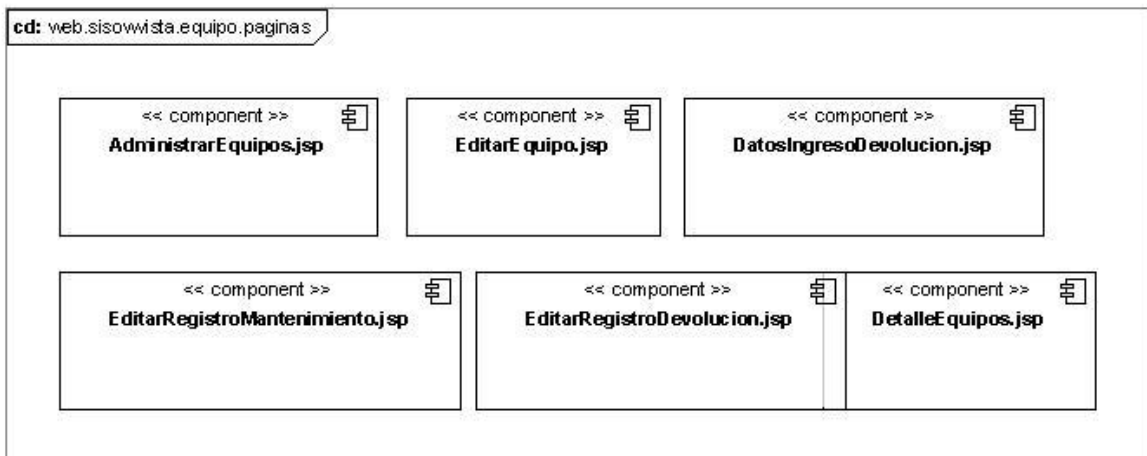 cd: web.sisovvvista.equipo.paginas
<< component >>
AdministrarEquipos.jsp
<< component >>
EditarEquipo.jsp
<< component >>
DatosIngresoDevolucion.jsp
<< component >>
EditarRegistroMantenimiento.jsp
<< component >>
EditarRegistroDevolucion.jsp
<< component >>
DetalleEquipos.jsp